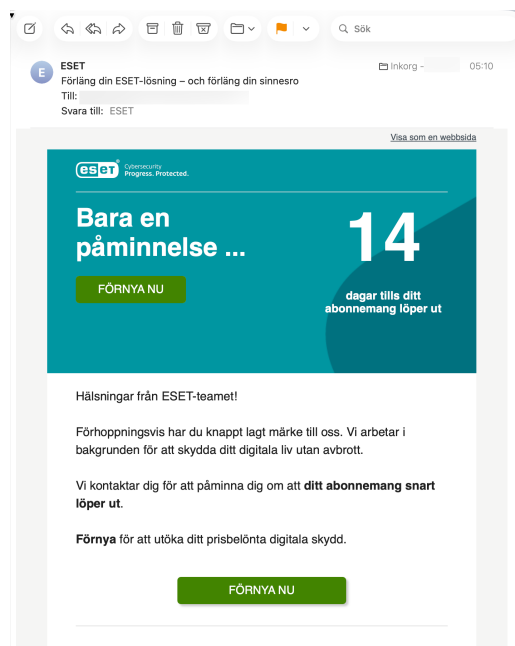 Sök
E
ESET
Inkorg -
05:10
Förläng din ESET-lösning – och förläng din sinnesro
Till:
Svara till: ESET
Visa som en webbsida
eset
Cybersecurity
Progress. Protected.
Bara en
påminnelse ...
FÖRNYA NU
14
dagar tills ditt
abonnemang löper ut
Hälsningar från ESET-teamet!
Förhoppningsvis har du knappt lagt märke till oss. Vi arbetar i
bakgrunden för att skydda ditt digitala liv utan avbrott.
Vi kontaktar dig för att påminna dig om att ditt abonnemang snart
löper ut.
Förnya för att utöka ditt prisbelönta digitala skydd.
FÖRNYA NU